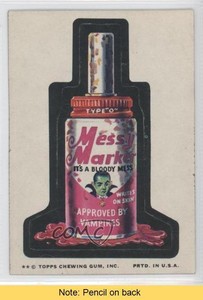 TYPE "O"
Messy
Marker
IT'S A BLOODY MESS
WRITES
ON SKIN
APPROVED BY
VAMPIRES
** © TOPPS CHEWING GUM, INC. PRTD. IN U.S.A.
Note: Pencil on back